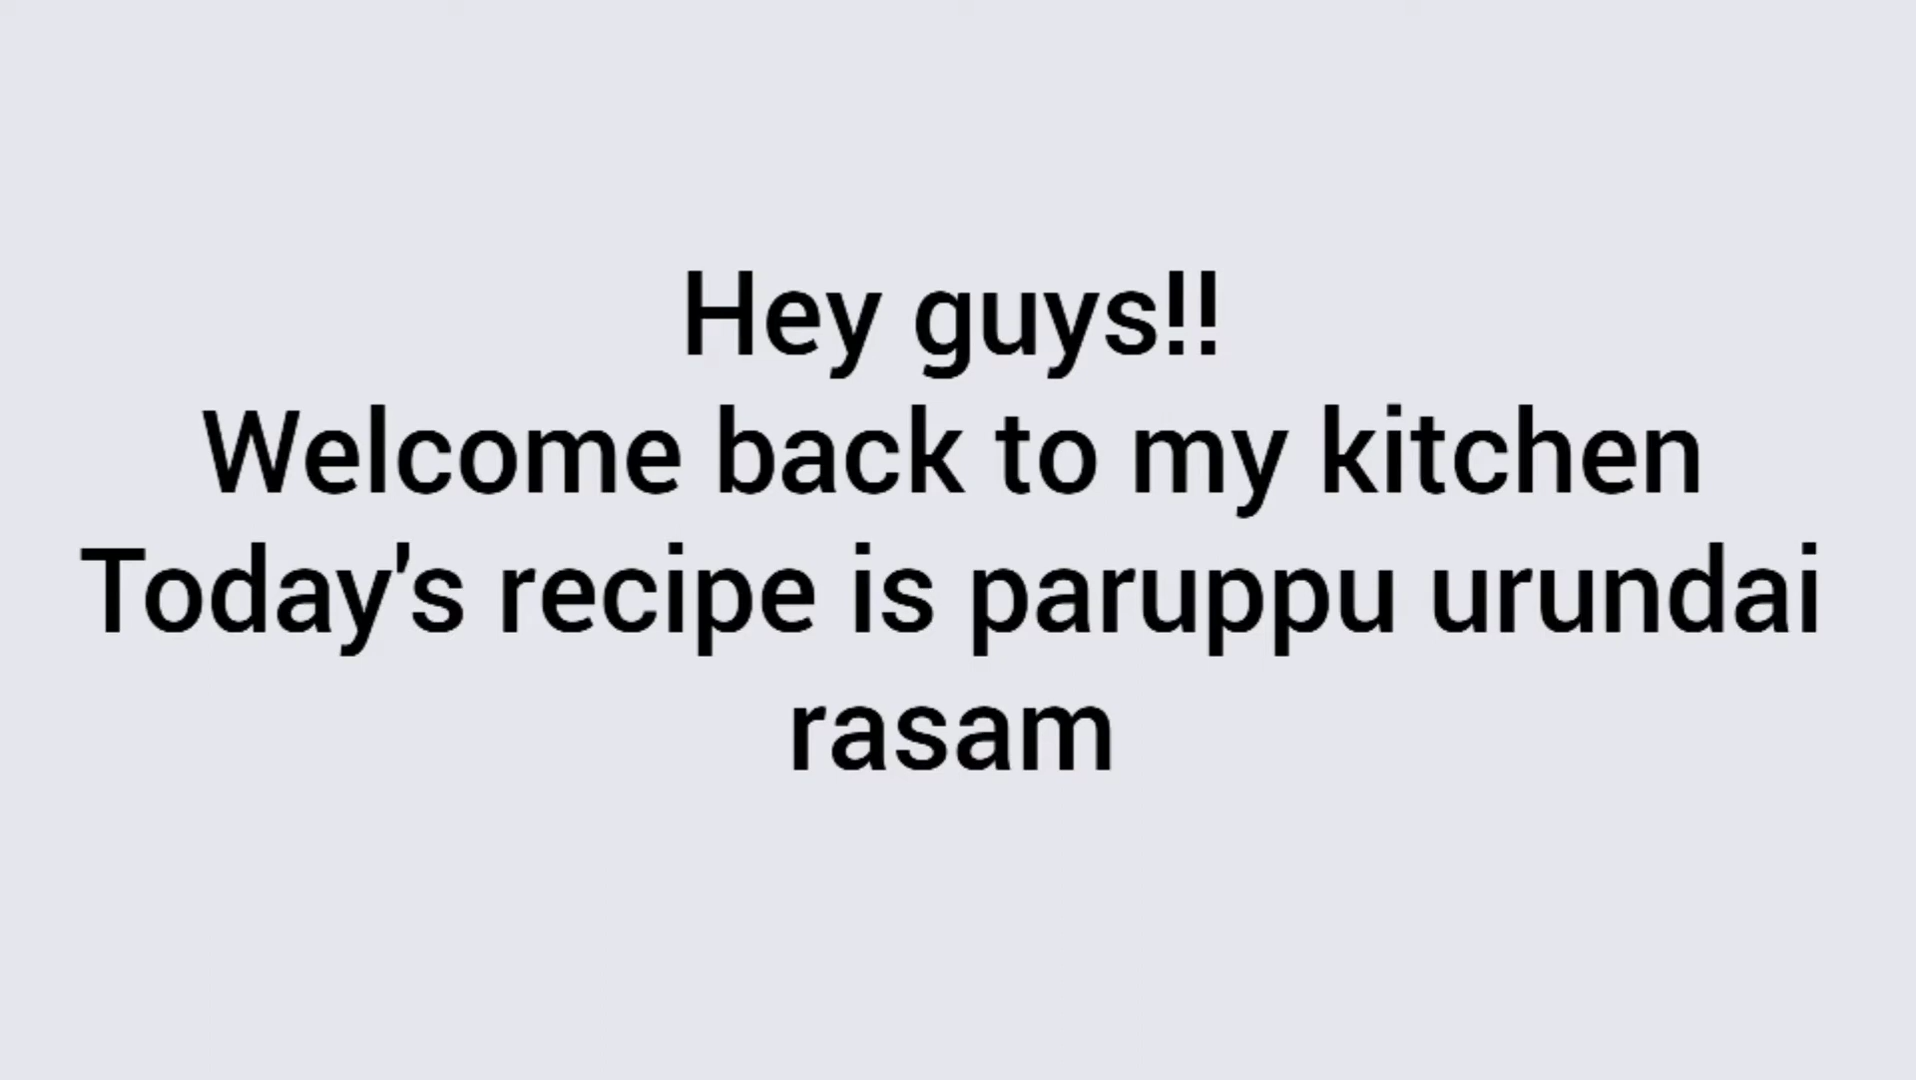 Hey guys!!
Welcome back to my kitchen
Today's recipe is paruppu urundai
rasam